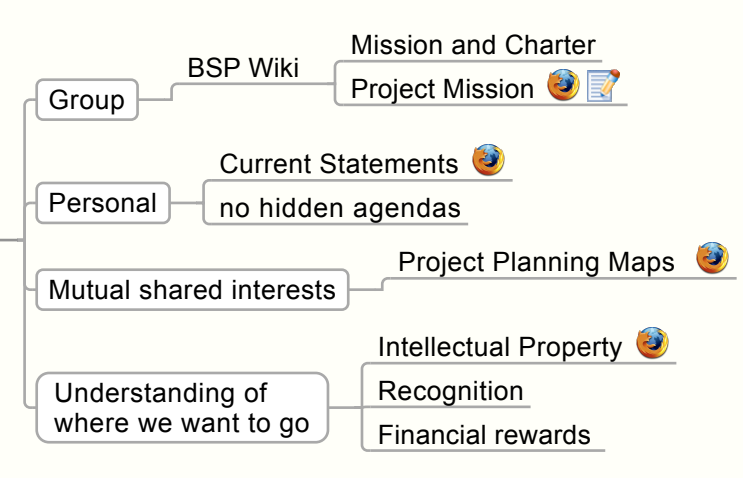 Group
BSP Wiki
Mission and Charter
Project Mission
Personal
Current Statements
no hidden agendas
Mutual shared interests
Project Planning Maps
Understanding of
where we want to go
Intellectual Property
Recognition
Financial rewards